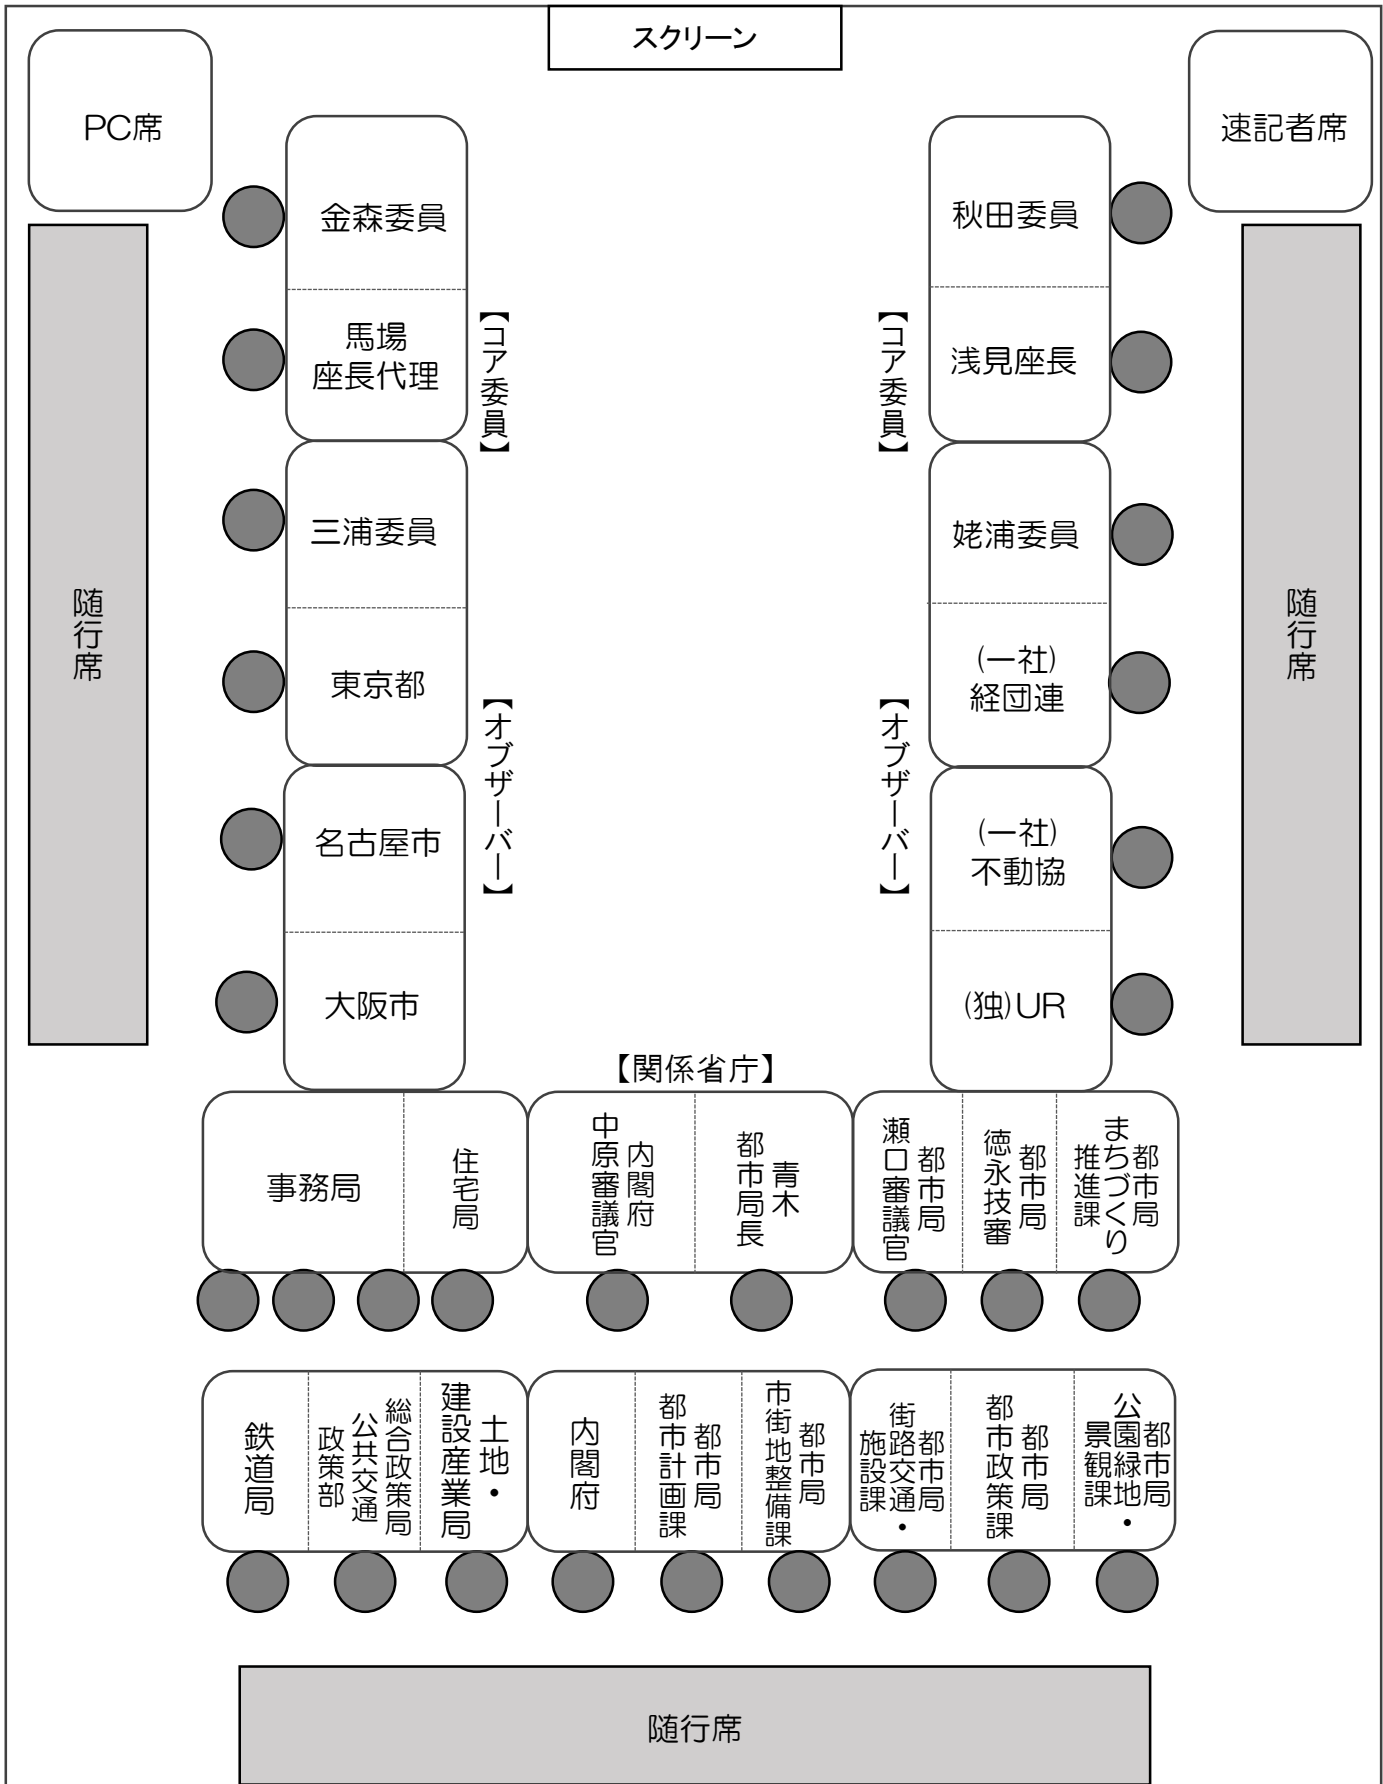 スクリーン
PC席
速記者席
金森委員
馬場
座長代理
【コア委員】
三浦委員
東京都
【オブザーバー】
名古屋市
大阪市
随行席
秋田委員
浅見座長
【コア委員】
姥浦委員
(一社)
経団連
【オブザーバー】
(一社)
不動協
(独)UR
随行席
【関係省庁】
事務局
住宅局
内閣府
中原審議官
青木
都市局長
都市局
瀬口審議官
都市局
徳永技審
都市局
まちづくり
推進課
鉄道局
総合政策局
公共交通
政策部
土地・
建設産業局
内閣府
都市局
都市計画課
都市局
市街地整備課
都市局
街路交通・
施設課
都市局
都市政策課
都市局
公園緑地・
景観課
随行席